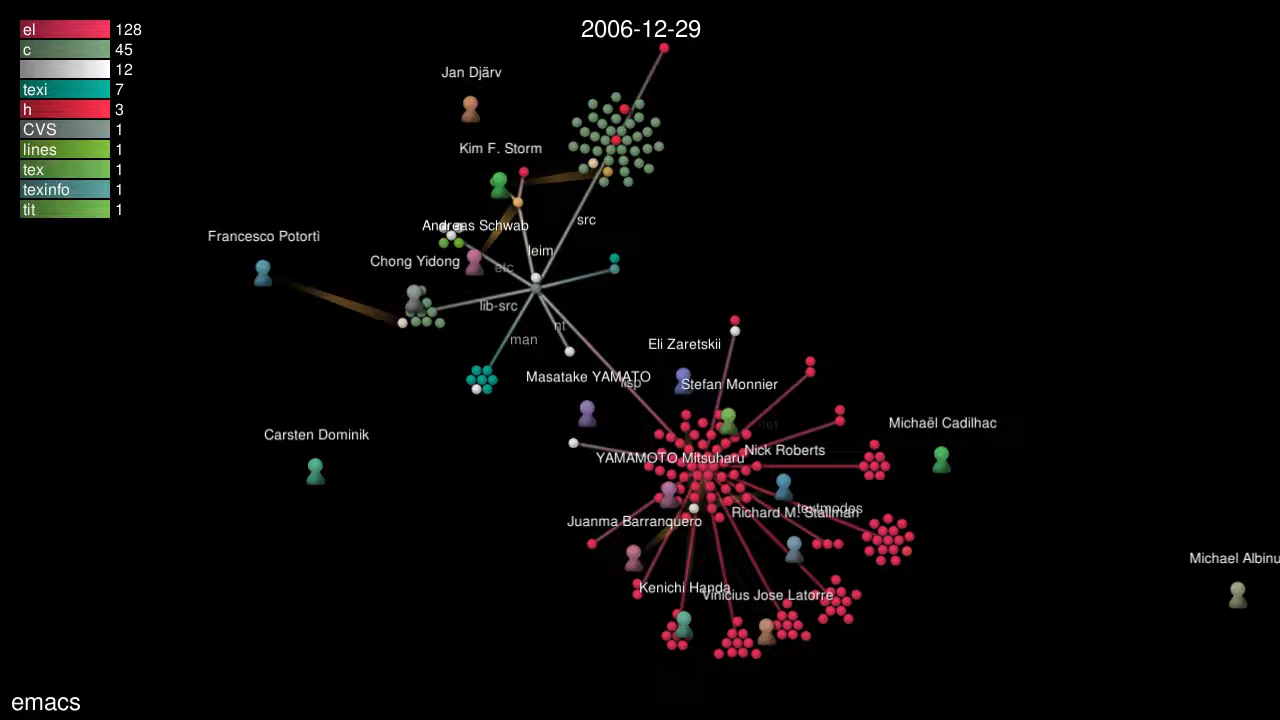 2006-12-29
el 128
c 45
12
texi 7
h 3
CVS 1
lines 1
tex 1
texinfo 1
tit 1
Jan Djärv
Kim F. Storm
src
Andreas Schwab
Francesco Potortì
leim
Chong Yidong
etc
lib-src
nt
man
Eli Zaretskii
Masatake YAMATO
lisp
Stefan Monnier
Michaël Cadilhac
Carsten Dominik
Nick Roberts
YAMAMOTO Mitsuharu
textmodes
Richard M. Stallman
Juanma Barranquero
Michael Albinu
Kenichi Handa
Vinicius Jose Latorre
emacs